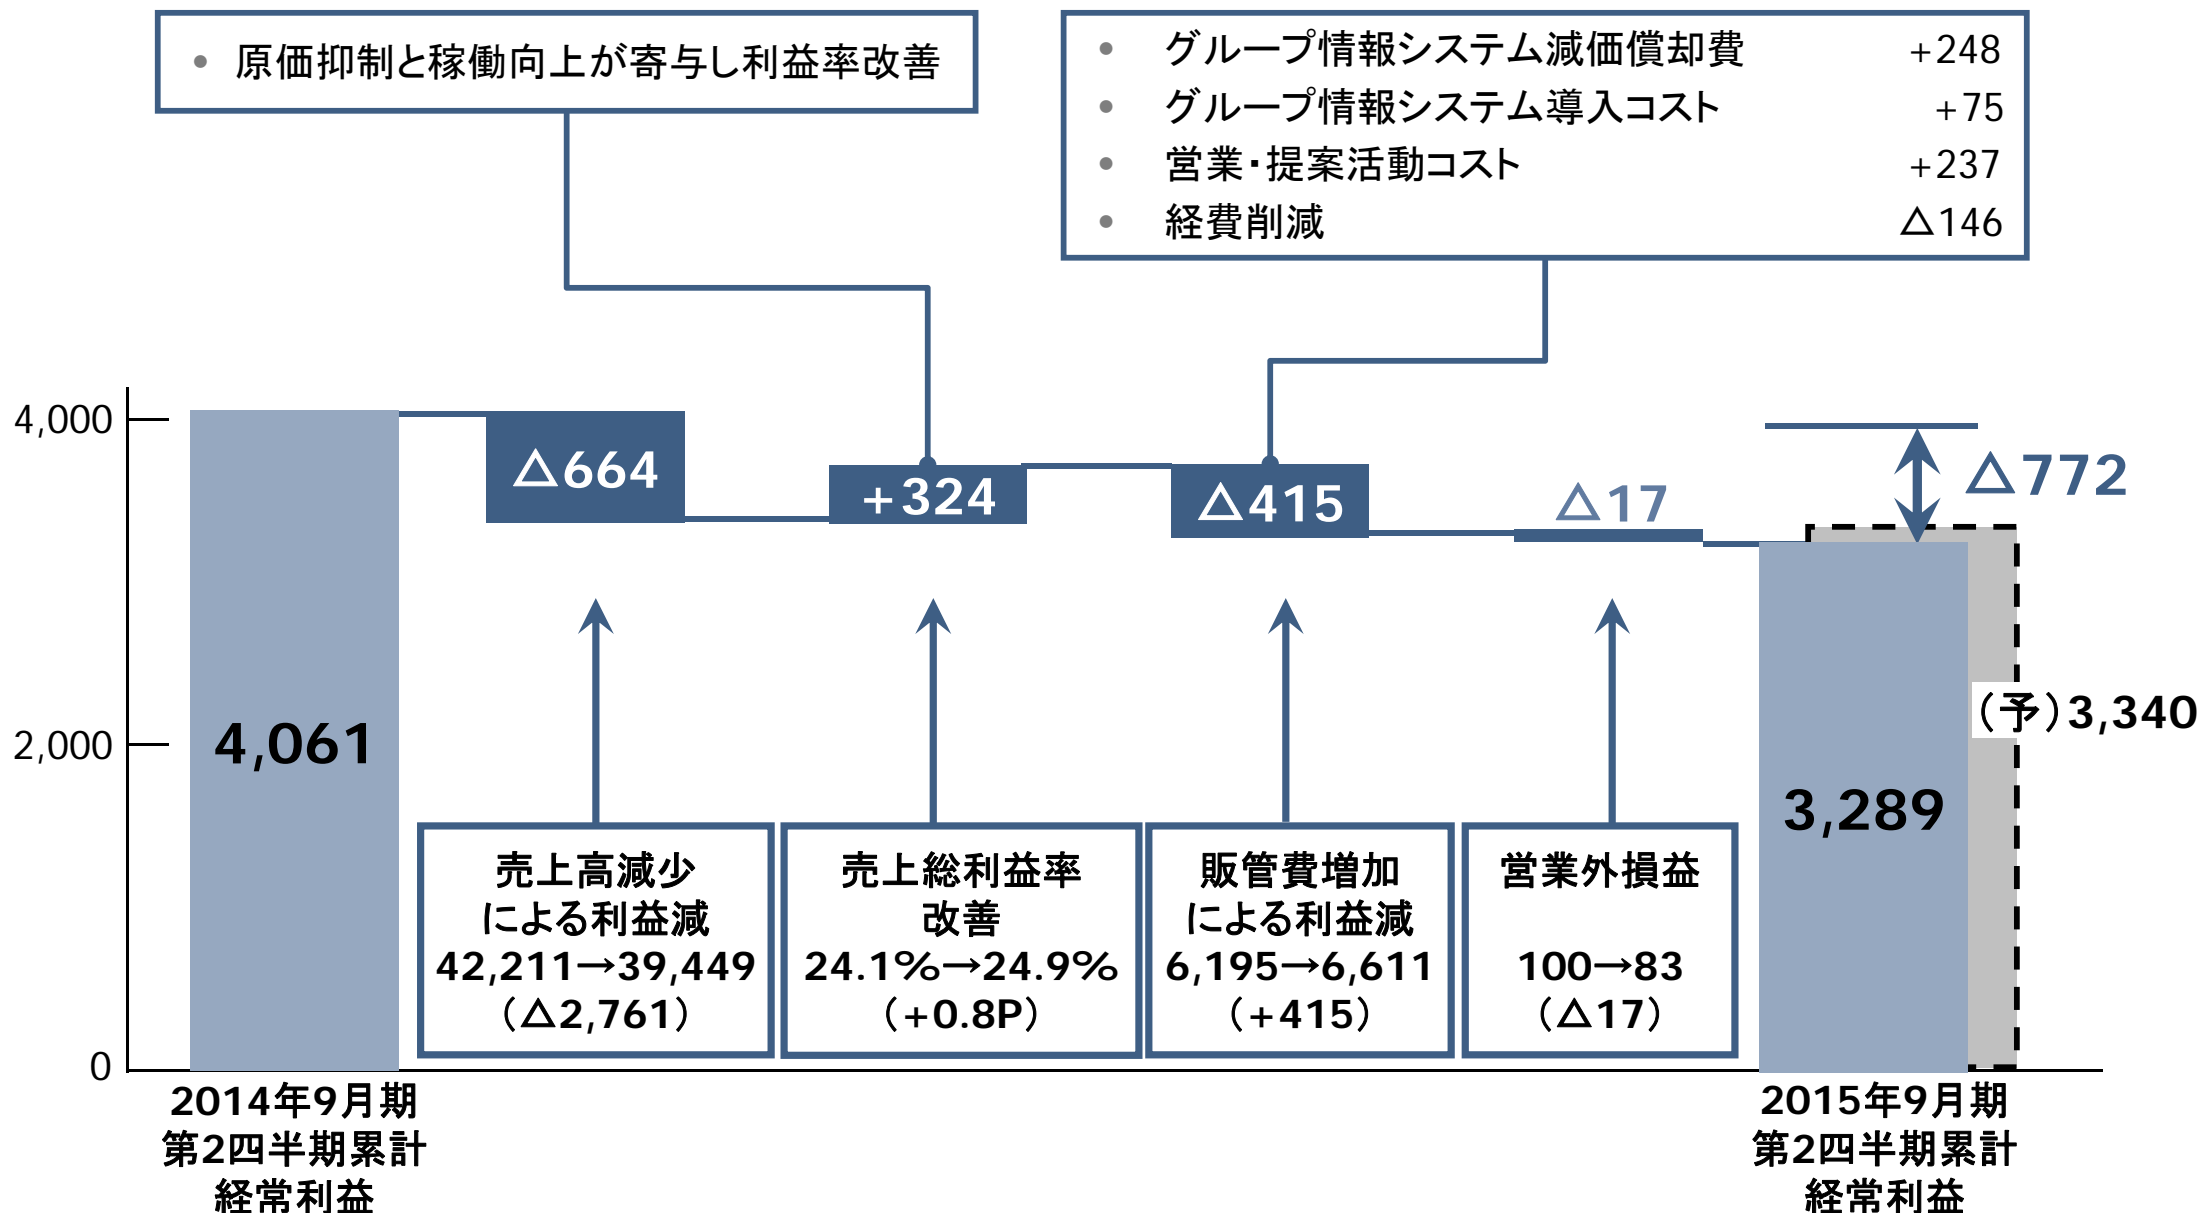 • 原価抑制と稼働向上が寄与し利益率改善
• グループ情報システム減価償却費 +248
• グループ情報システム導入コスト +75
• 営業・提案活動コスト +237
• 経費削減 △146
4,000
2,000
0
4,061
△664
+324
△415
△17
△772
(予)3,340
3,289
売上高減少
による利益減
42,211→39,449
(△2,761)
売上総利益率
改善
24.1%→24.9%
(+0.8P)
販管費増加
による利益減
6,195→6,611
(+415)
営業外損益
100→83
(△17)
2014年9月期
第2四半期累計
経常利益
2015年9月期
第2四半期累計
経常利益